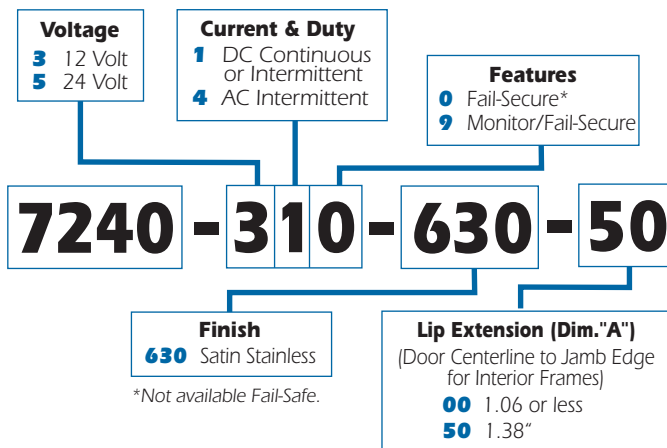 Voltage
3 12 Volt
5 24 Volt
Current & Duty
1 DC Continuous
or Intermittent
4 AC Intermittent
Features
0 Fail-Secure*
9 Monitor/Fail-Secure
7240-310-630-50
Finish
630 Satin Stainless
*Not available Fail-Safe.
Lip Extension (Dim."A")
(Door Centerline to Jamb Edge
for Interior Frames)
00 1.06 or less
50 1.38“